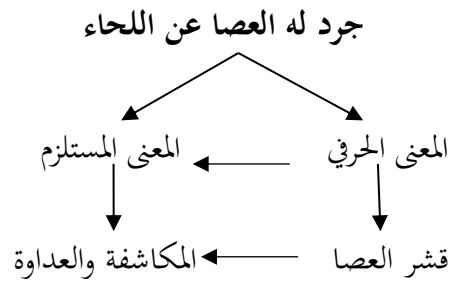 جرد له العصا عن اللحاء
المعنى الحرفي المعنى المستلزم
قشر العصا المكاشفة والعداوة